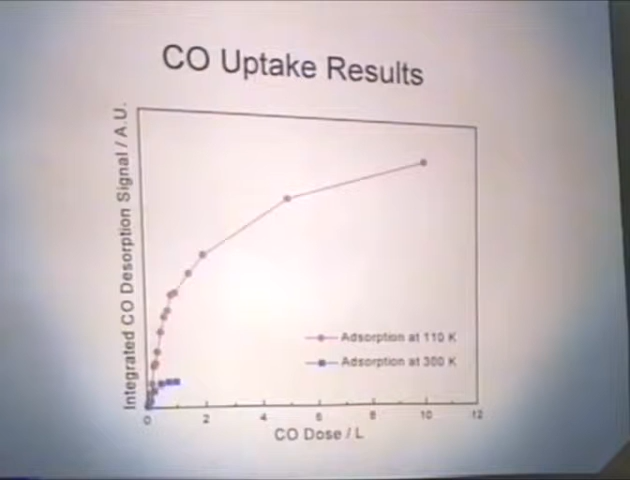 CO Uptake Results
Integrated CO Desorption Signal / A.U.
Adsorption at 110 K
Adsorption at 300 K
0 2 4 6 8 10 12
CO Dose / L